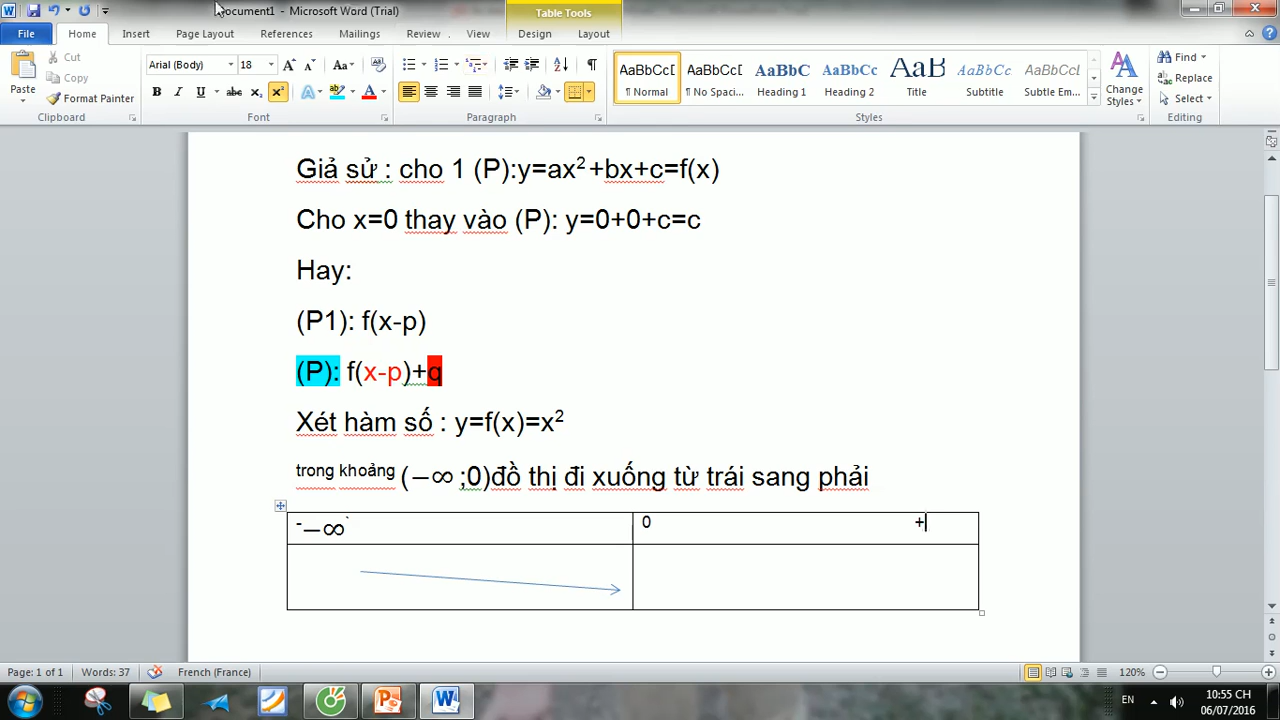 Document1 - Microsoft Word (Trial)
Table Tools
File Home Insert Page Layout References Mailings Review View Design Layout
Paste
Cut
Copy
Format Painter
Clipboard
Arial (Body) 18
Font
Paragraph
AaBbCcD AaBbCcD AaBbC AaBbCc AaB AaBbCc. AaBbCcD
¶ Normal ¶ No Spaci... Heading 1 Heading 2 Title Subtitle Subtle Em...
Styles
Change Styles
Find
Replace
Select
Editing
Giả sử : cho 1 (P):y=ax² +bx+c=f(x)
Cho x=0 thay vào (P): y=0+0+c=c
Hay:
(P1): f(x-p)
(P): f(x-p)+q
Xét hàm số : y=f(x)=x²
trong khoảng (−∞ ;0)đồ thị đi xuống từ trái sang phải
-−∞` 0 +
Page: 1 of 1 Words: 37 French (France) 120%
EN 10:55 CH
06/07/2016